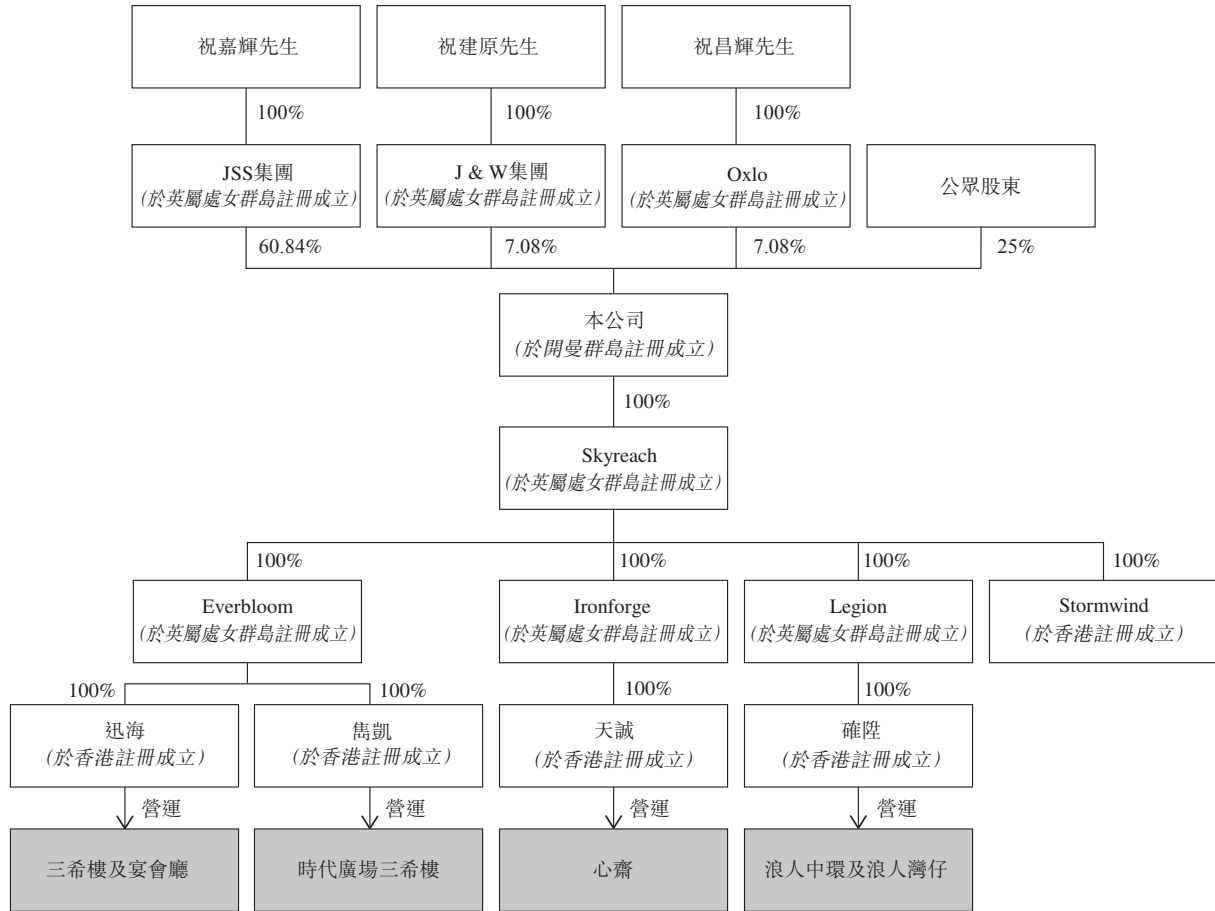 祝嘉輝先生
祝建原先生
祝昌輝先生
100%
100%
100%
JSS集團
(於英屬處女群島註冊成立)
J & W集團
(於英屬處女群島註冊成立)
Oxlo
(於英屬處女群島註冊成立)
公眾股東
60.84%
7.08%
7.08%
25%
本公司
(於開曼群島註冊成立)
100%
Skyreach
(於英屬處女群島註冊成立)
100%
100%
100%
100%
Everbloom
(於英屬處女群島註冊成立)
Ironforge
(於英屬處女群島註冊成立)
Legion
(於英屬處女群島註冊成立)
Stormwind
(於香港註冊成立)
100%
100%
100%
100%
迅海
(於香港註冊成立)
雋凱
(於香港註冊成立)
天誠
(於香港註冊成立)
確陞
(於香港註冊成立)
營運
營運
營運
營運
三希樓及宴會廳
時代廣場三希樓
心齋
浪人中環及浪人灣仔